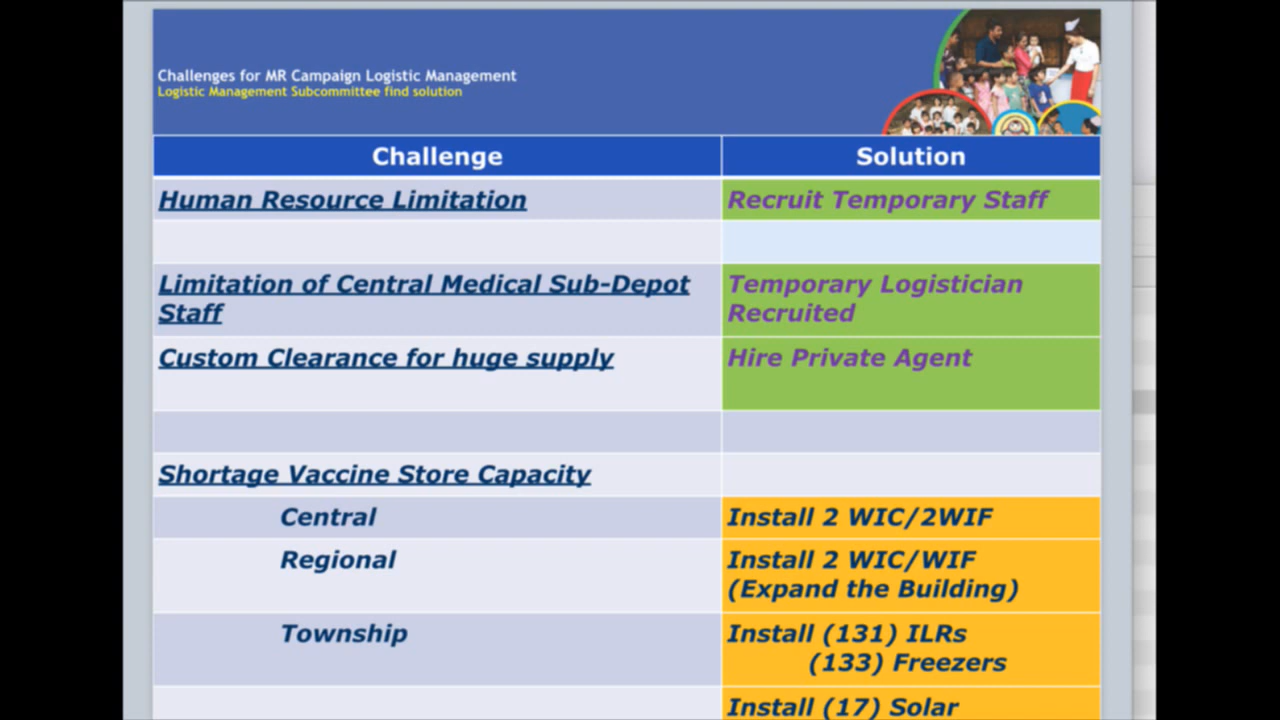 Challenges for MR Campaign Logistic Management
Logistic Management Subcommittee find solution
Challenge
Solution
Human Resource Limitation
Recruit Temporary Staff
Limitation of Central Medical Sub-Depot
Staff
Temporary Logistician
Recruited
Custom Clearance for huge supply
Hire Private Agent
Shortage Vaccine Store Capacity
Central
Install 2 WIC/2WIF
Regional
Install 2 WIC/WIF
(Expand the Building)
Township
Install (131) ILRs
(133) Freezers
Install (17) Solar